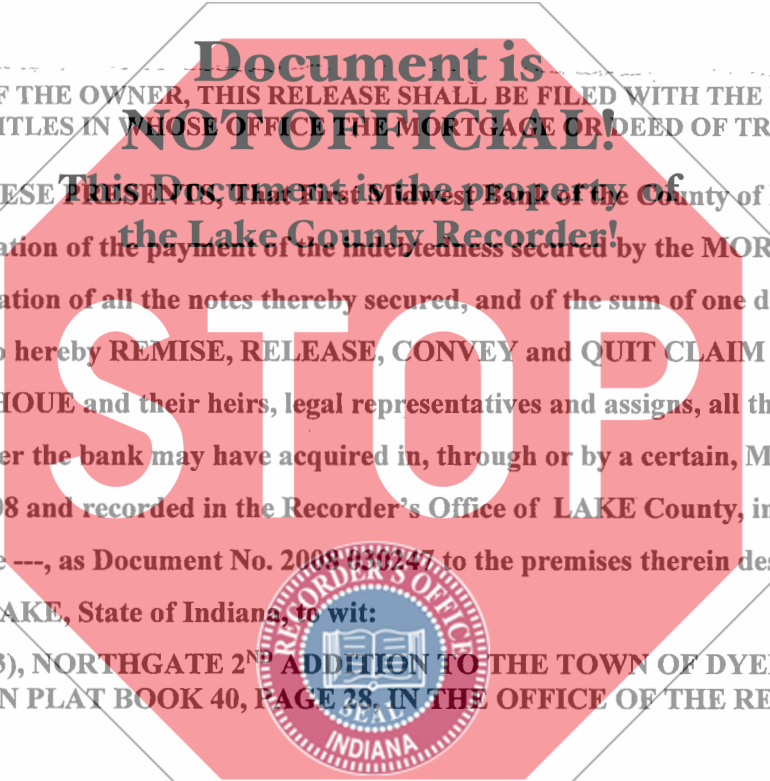 Document is
F THE OWNER, THIS RELEASE SHALL BE FILED WITH THE
NOT OFFICIAL!
ITLES IN WHOSE OFFICE THE MORTGAGE OR DEED OF TR
This Document is the property of
ESE PRESENTS, That First Midwest Bank of the County of
the Lake County Recorder!
ation of the payment of the indebtedness secured by the MOR
ation of all the notes thereby secured, and of the sum of one d
hereby REMISE, RELEASE, CONVEY and QUIT CLAIM
STOP
HOUE and their heirs, legal representatives and assigns, all th
er the bank may have acquired in, through or by a certain, M
08 and recorded in the Recorder's Office of LAKE County, in
e ---, as Document No. 2008 030247 to the premises therein des
AKE, State of Indiana, to wit:
3), NORTHGATE 2ND ADDITION TO THE TOWN OF DYE
N PLAT BOOK 40, PAGE 28, IN THE OFFICE OF THE RE
RECORDER'S OFFICE
SEAL
INDIANA